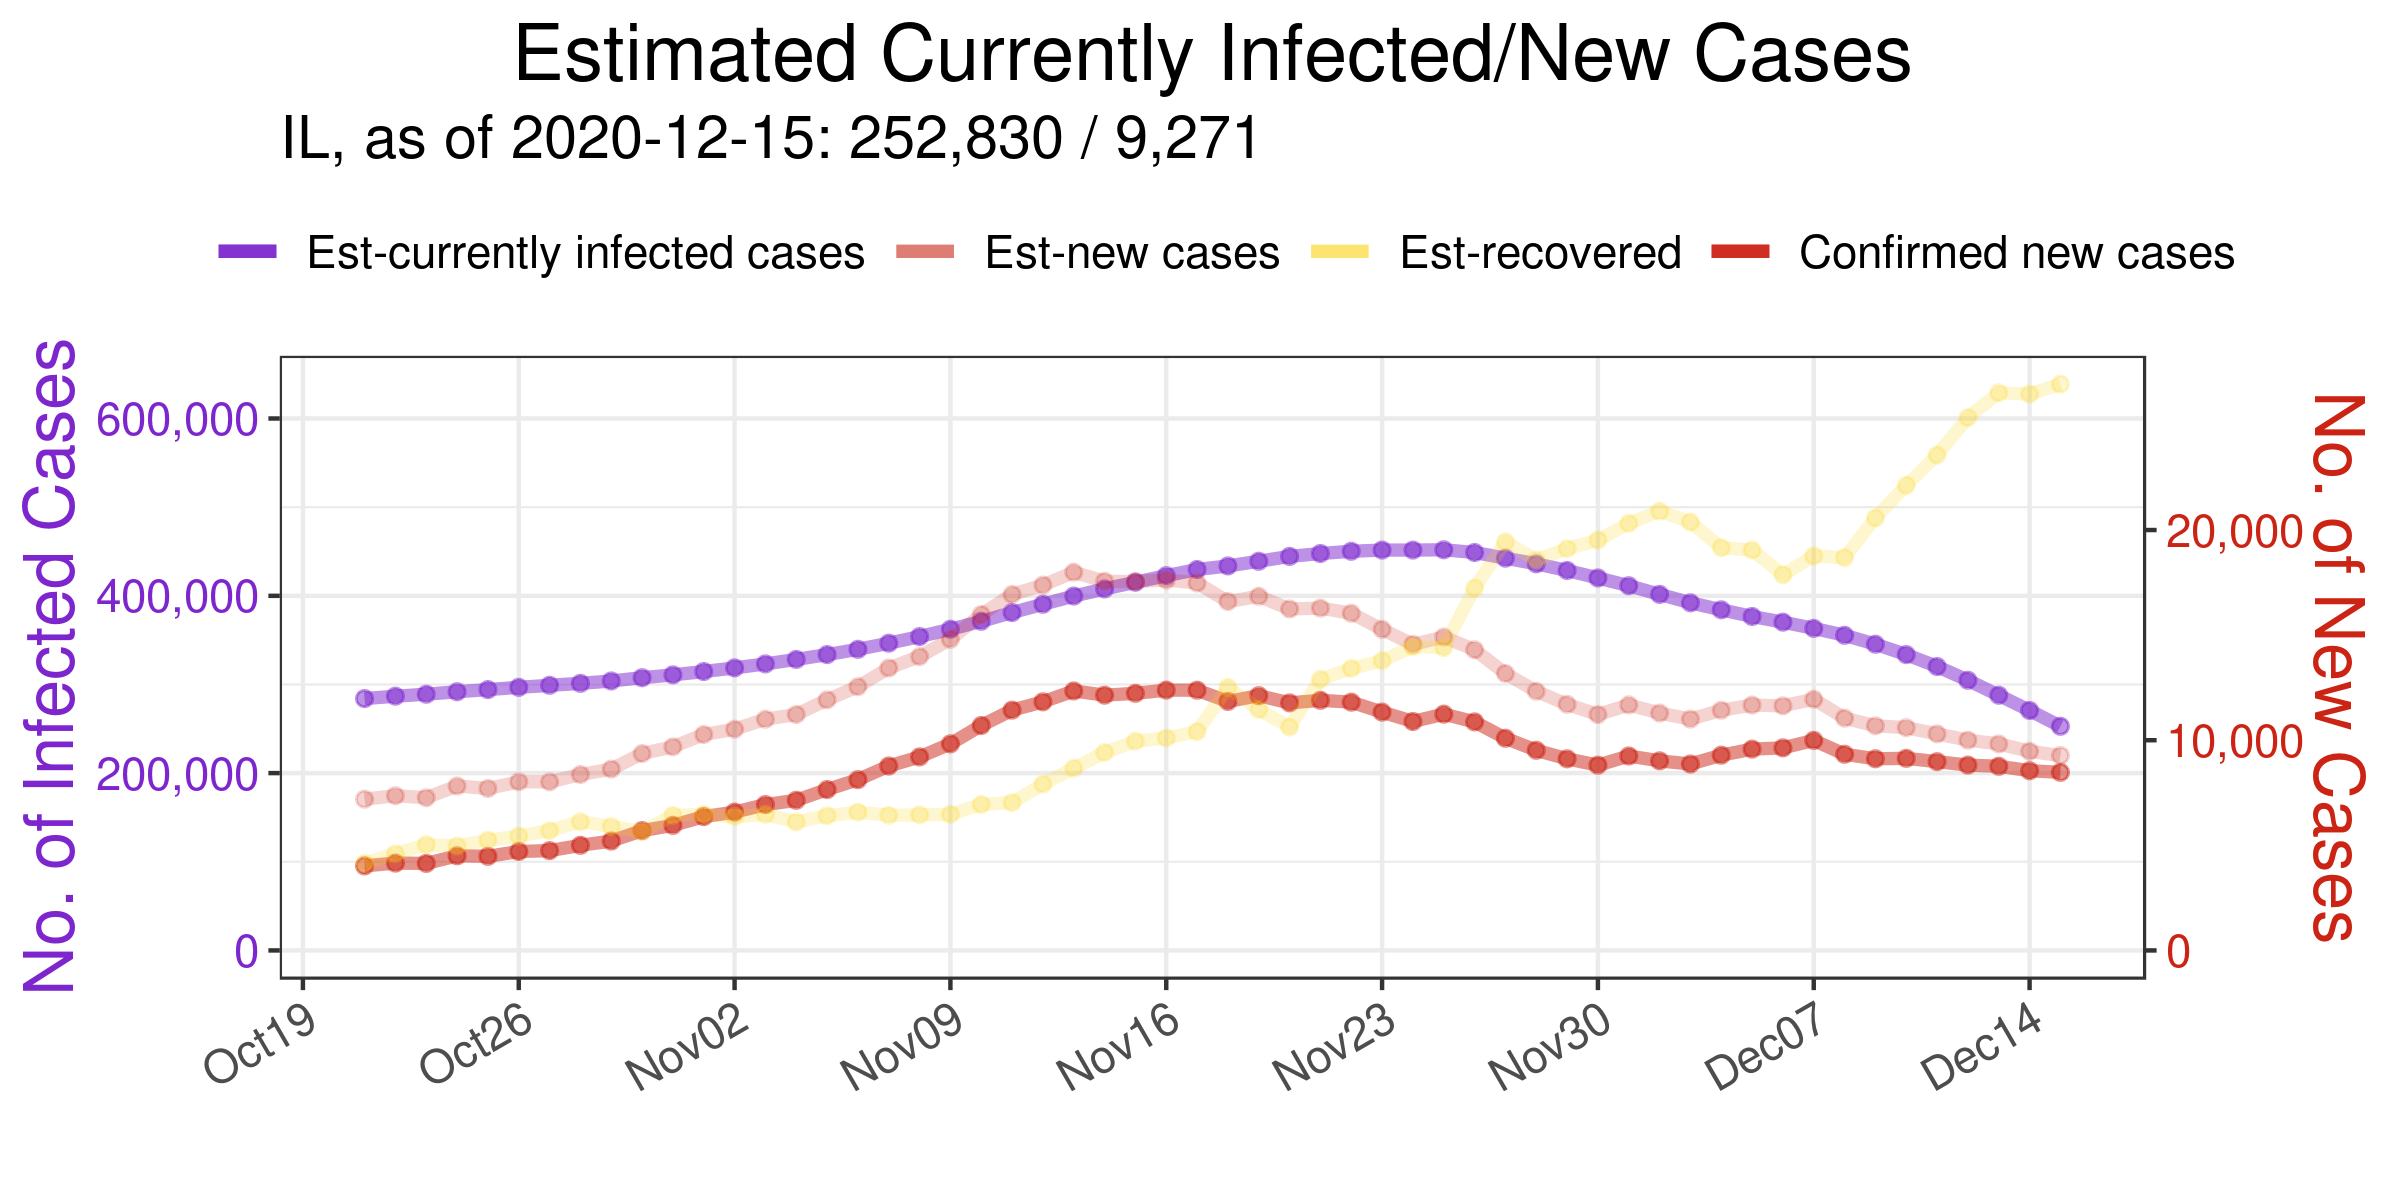 Estimated Currently Infected/New Cases
IL, as of 2020-12-15: 252,830 / 9,271
Est-currently infected cases Est-new cases Est-recovered Confirmed new cases
No. of Infected Cases
600,000
400,000
200,000
0
20,000
10,000
0
No. of New Cases
Oct19 Oct26 Nov02 Nov09 Nov16 Nov23 Nov30 Dec07 Dec14